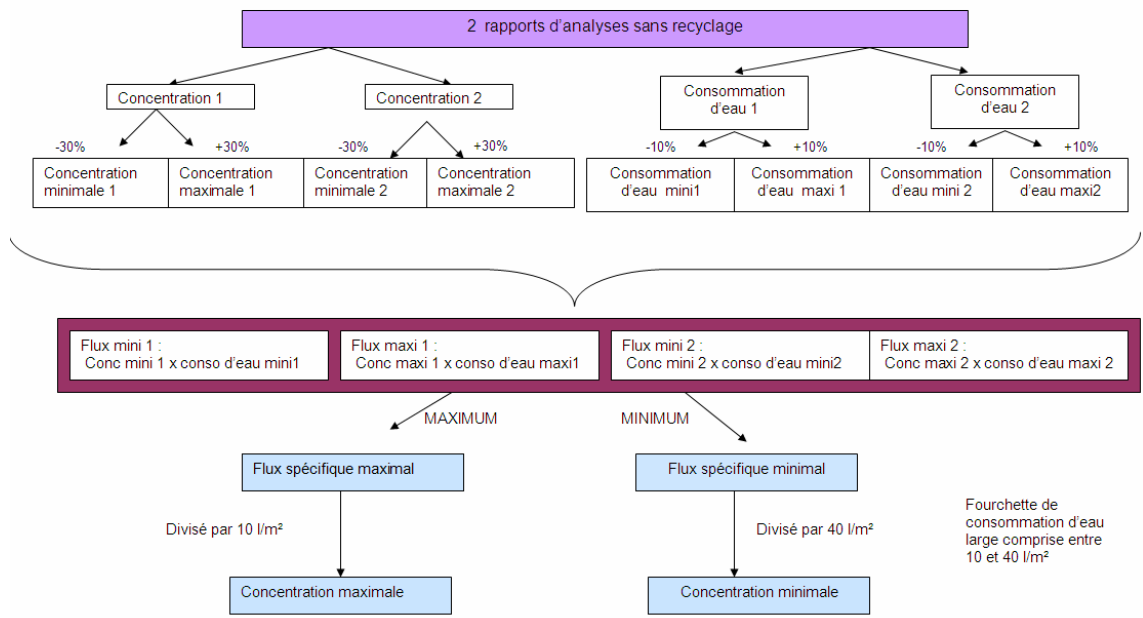 2 rapports d'analyses sans recyclage
Concentration 1
Concentration 2
Consommation
d'eau 1
Consommation
d'eau 2
-30%
+30%
-30%
+30%
-10%
+10%
-10%
+10%
Concentration
minimale 1
Concentration
maximale 1
Concentration
minimale 2
Concentration
maximale 2
Consommation
d'eau mini1
Consommation
d'eau maxi 1
Consommation
d'eau mini 2
Consommation
d'eau maxi2
Flux mini 1 :
Conc mini 1 x conso d'eau mini1
Flux maxi 1 :
Conc maxi 1 x conso d'eau maxi1
Flux mini 2 :
Conc mini 2 x conso d'eau mini2
Flux maxi 2 :
Conc maxi 2 x conso d'eau maxi 2
MAXIMUM
MINIMUM
Flux spécifique maximal
Flux spécifique minimal
Divisé par 10 l/m²
Divisé par 40 l/m²
Fourchette de
consommation d'eau
large comprise entre
10 et 40 l/m²
Concentration maximale
Concentration minimale